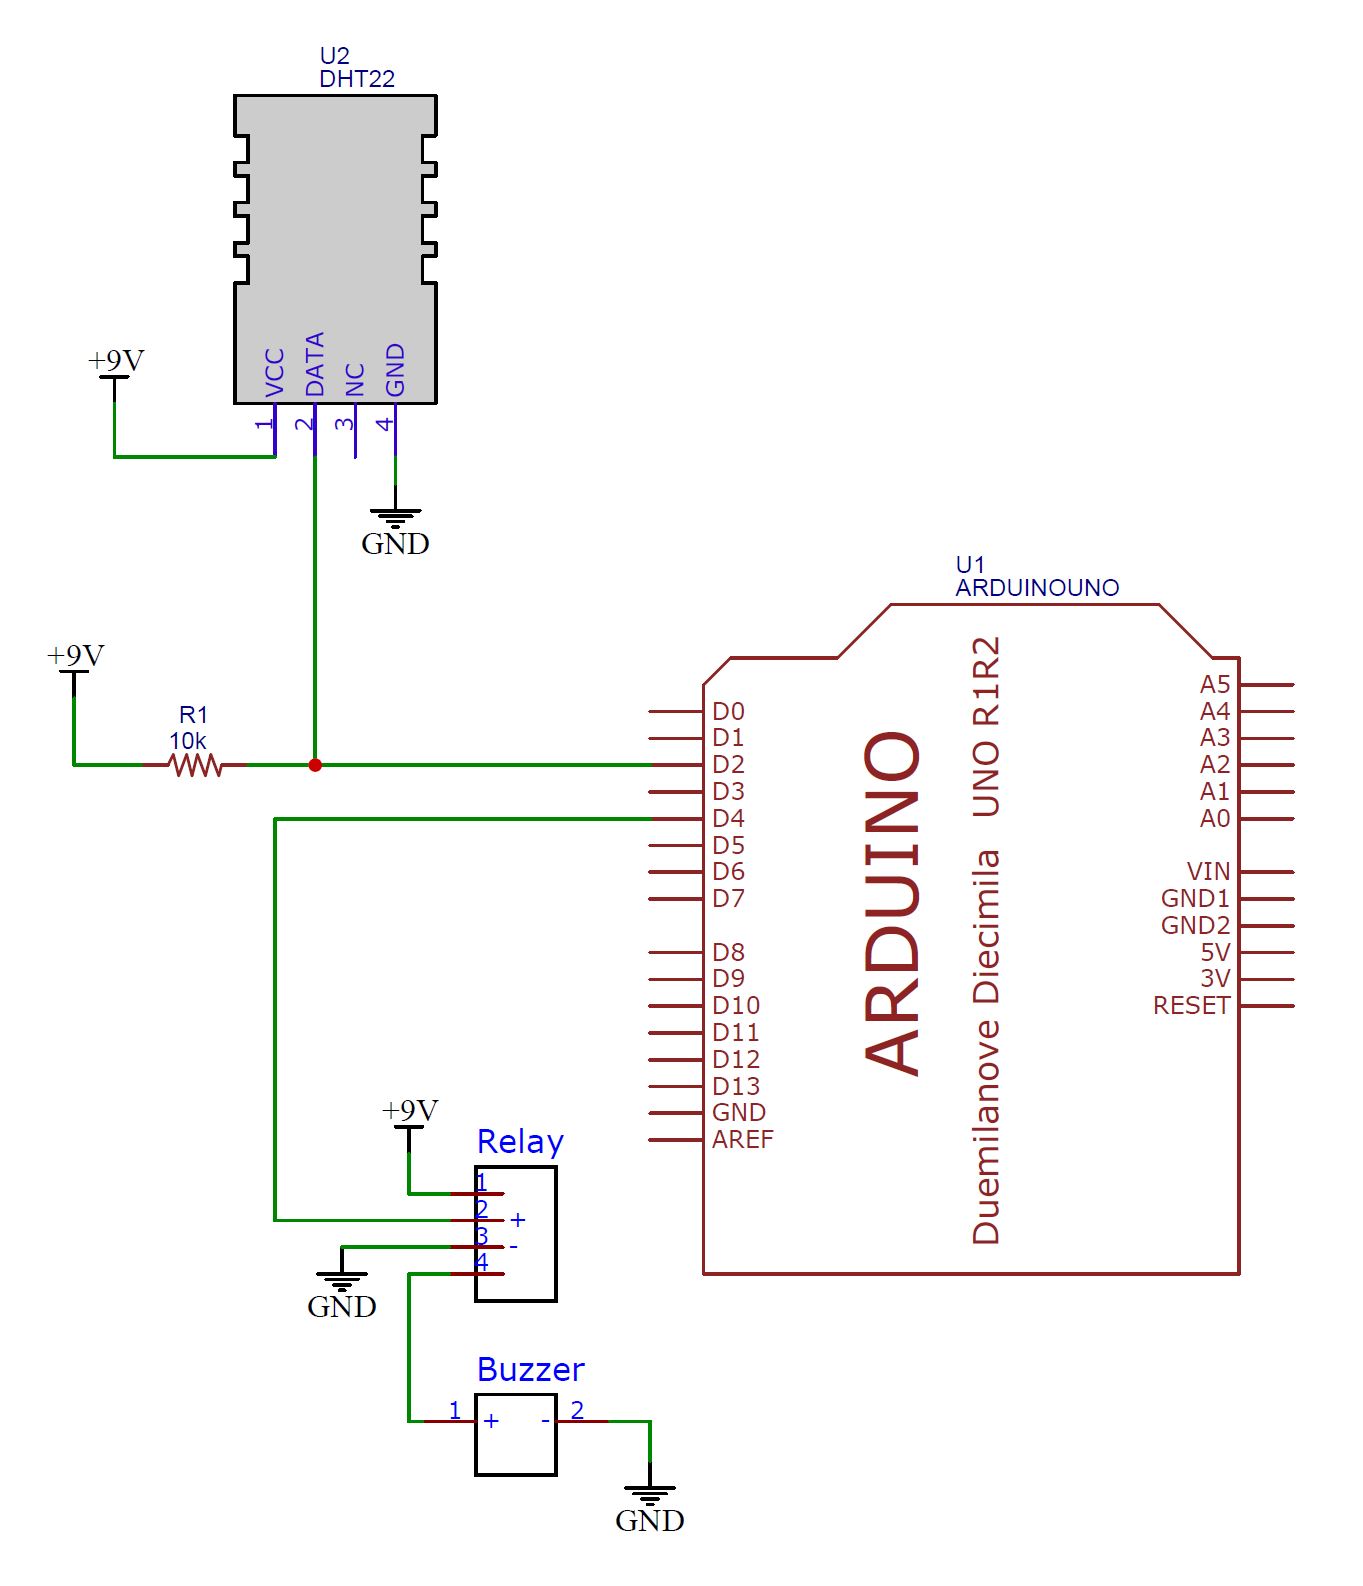 U2
DHT22
+9V
VCC
DATA
NC
GND
1
2
3
4
GND
U1
ARDUINOUNO
+9V
R1
10k
D0
D1
D2
D3
D4
D5
D6
D7
D8
D9
D10
D11
D12
D13
GND
AREF
ARDUINO
Duemilanove Diecimila UNO R1R2
A5
A4
A3
A2
A1
A0
VIN
GND1
GND2
5V
3V
RESET
+9V
Relay
1
2 +
3 -
4
GND
Buzzer
1 + - 2
GND